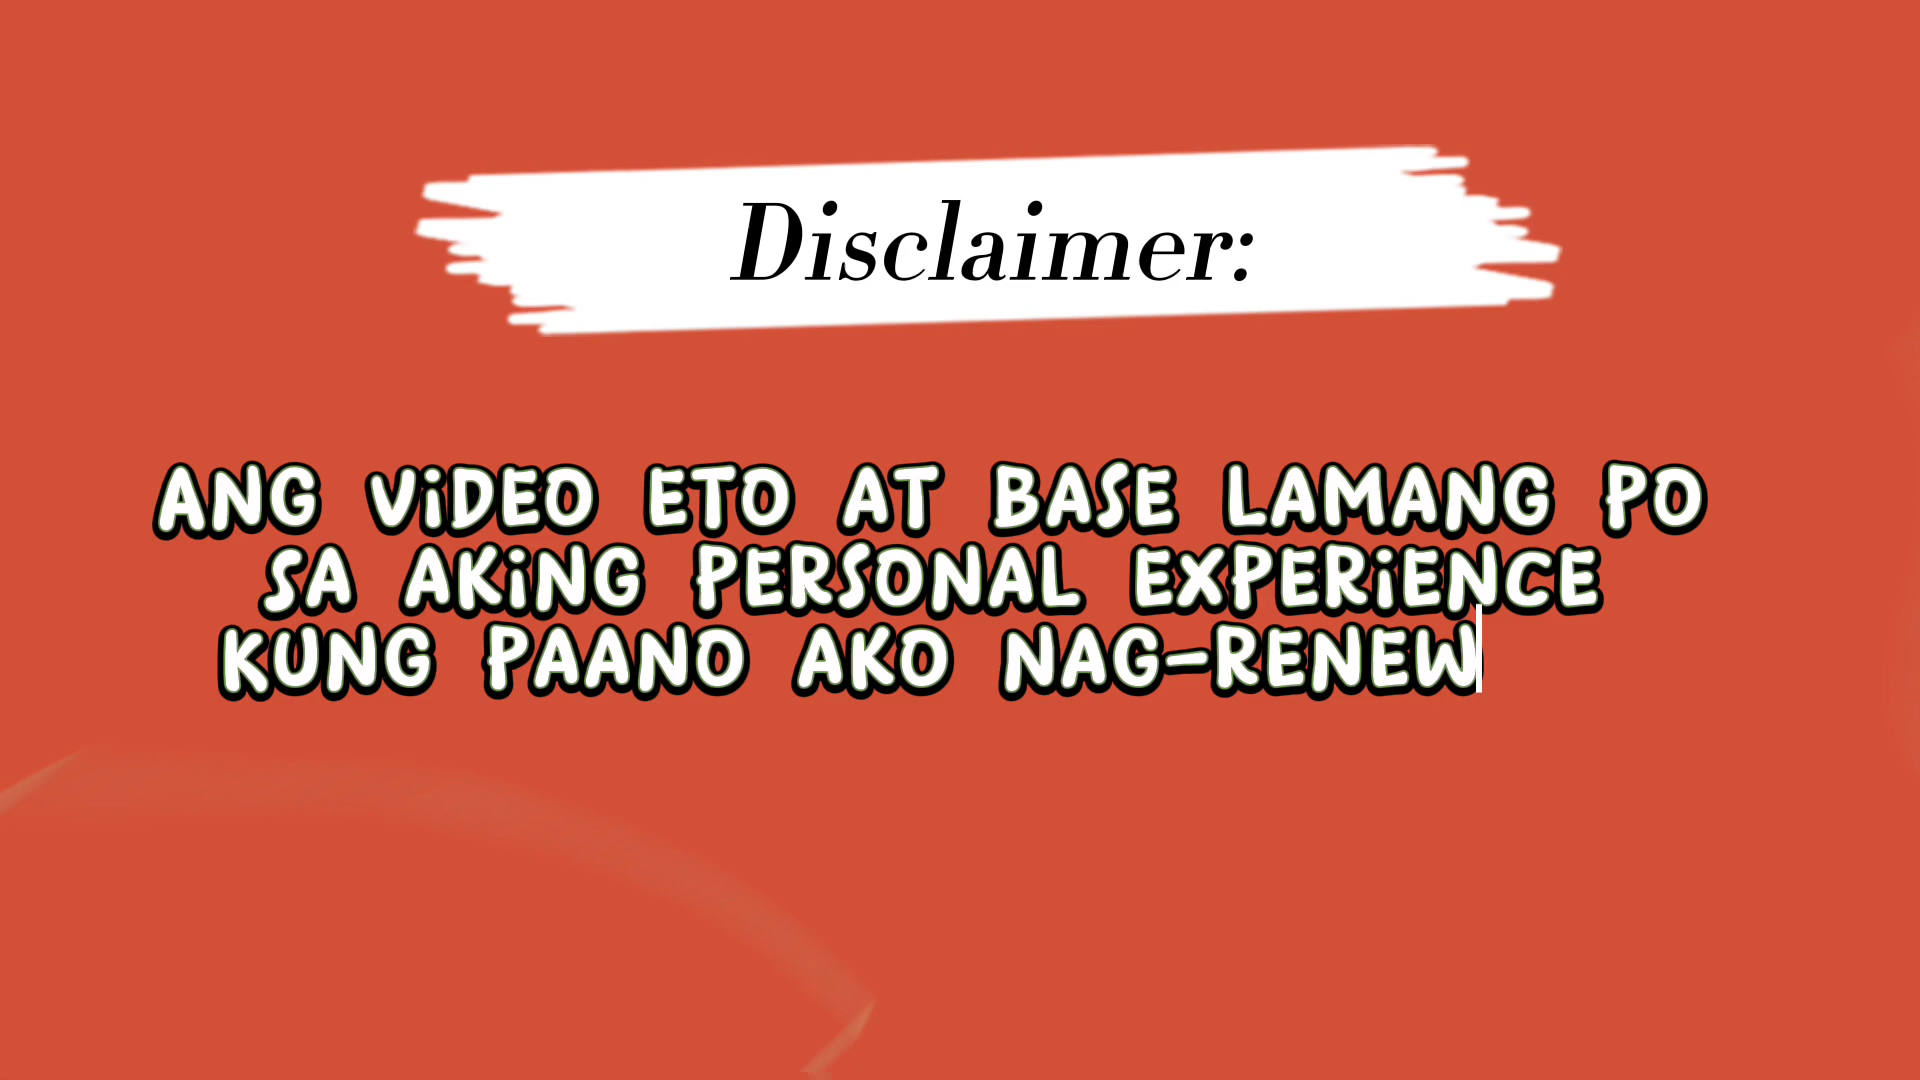 Disclaimer:
ANG ViDEO ETO AT BASE LAMANG PO
SA AKiNG PERSONAL EXPERiENCE
KUNG PAANO AKO NAG-RENEW